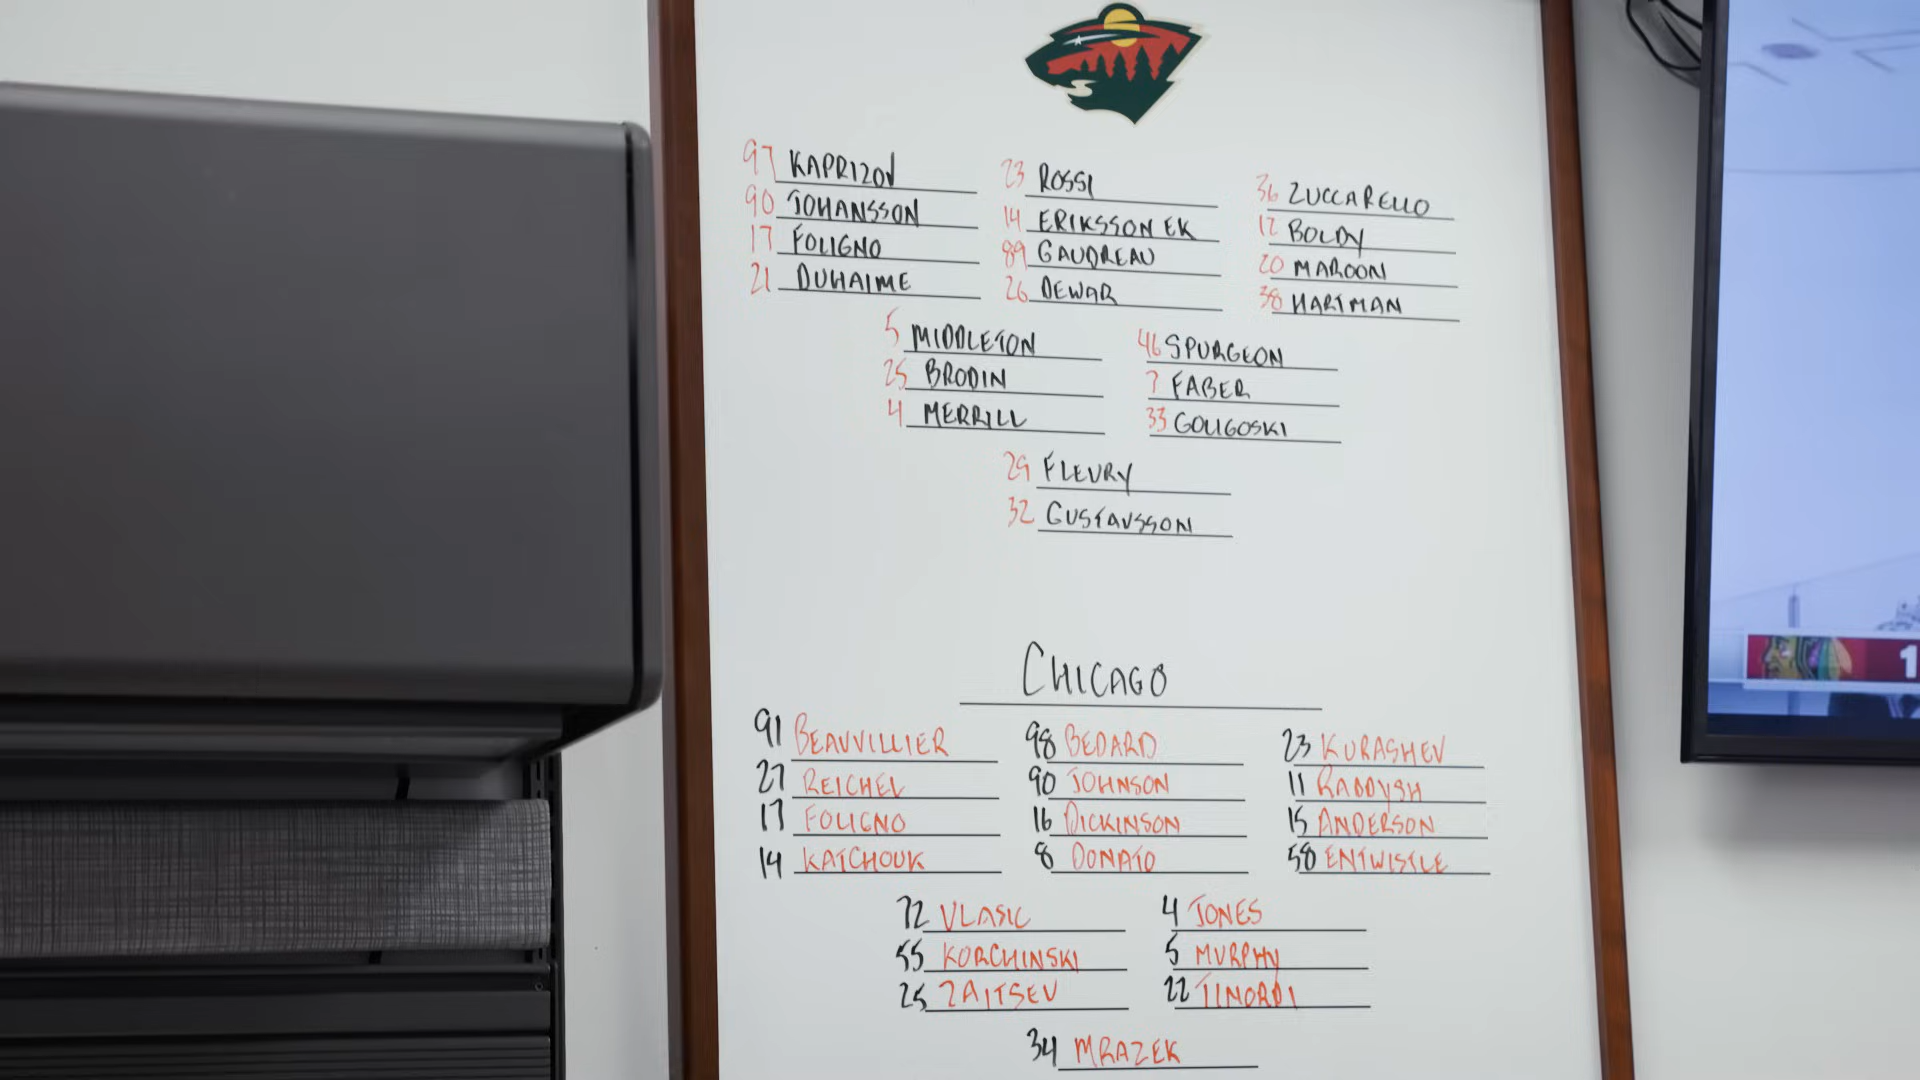 97 KAPRIZOV 23 ROSSI 36 ZUCCARELLO
90 JOHANSSON 14 ERIKSSON EK 12 BOLDY
17 FOLIGNO 89 GAUDREAU 20 MAROON
21 DUHAIME 26 DEWAR 38 HARTMAN
5 MIDDLETON 46 SPURGEON
25 BRODIN 7 FABER
4 MERRILL 33 GOLIGOSKI
29 FLEURY
32 GUSTAVSSON
CHICAGO
91 BEAUVILLIER 98 BEDARD 23 KURASHEV
27 REICHEL 90 JOHNSON 11 RADDYSH
17 FOLIGNO 16 DICKINSON 15 ANDERSON
14 KATCHOUK 8 DONATO 58 ENTWISTLE
72 VLASIC 4 JONES
55 KORCHINSKI 5 MURPHY
25 ZAITSEV 22 TINORDI
34 MRAZEK
1